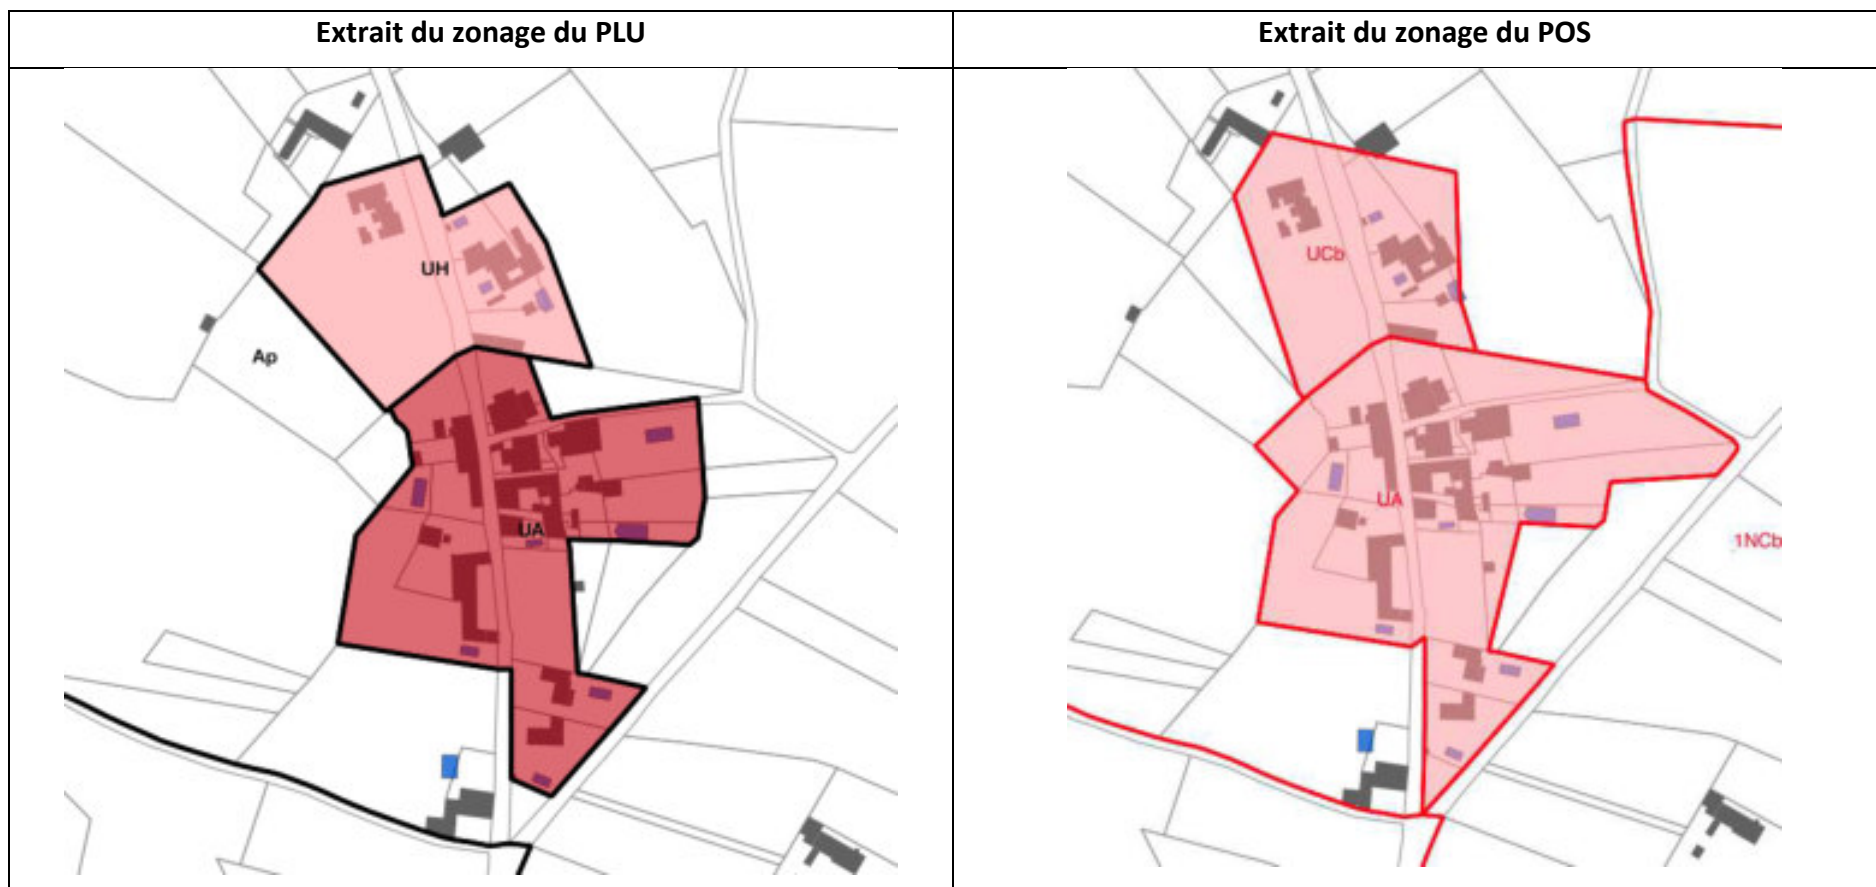 Extrait du zonage du PLU
Extrait du zonage du POS
UH
Ap
UA
UCb
UA
1NCb